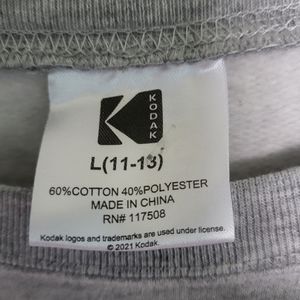 KODAK
L(11-13)
60%COTTON 40%POLYESTER
MADE IN CHINA
RN# 117508
Kodak logos and trademarks are used under license.
© 2021 Kodak.